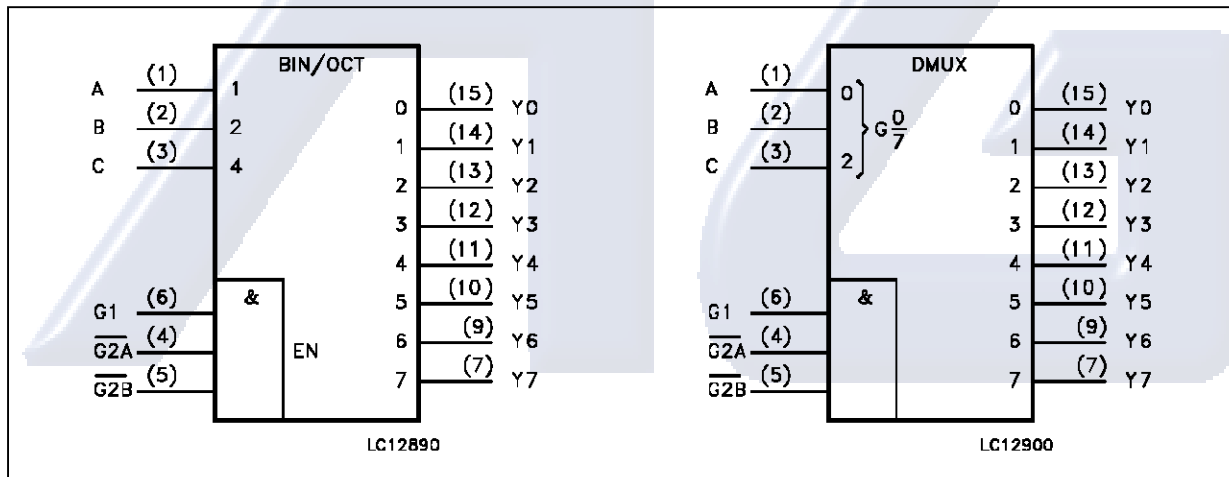 BIN/OCT
A (1) 1
B (2) 2
C (3) 4
0 (15) Y0
1 (14) Y1
2 (13) Y2
3 (12) Y3
4 (11) Y4
5 (10) Y5
6 (9) Y6
7 (7) Y7
&
G1 (6)
G2A (4)
G2B (5)
EN
LC12890
DMUX
A (1) 0
B (2)
C (3) 2
G 0/7
0 (15) Y0
1 (14) Y1
2 (13) Y2
3 (12) Y3
4 (11) Y4
5 (10) Y5
6 (9) Y6
7 (7) Y7
&
G1 (6)
G2A (4)
G2B (5)
LC12900